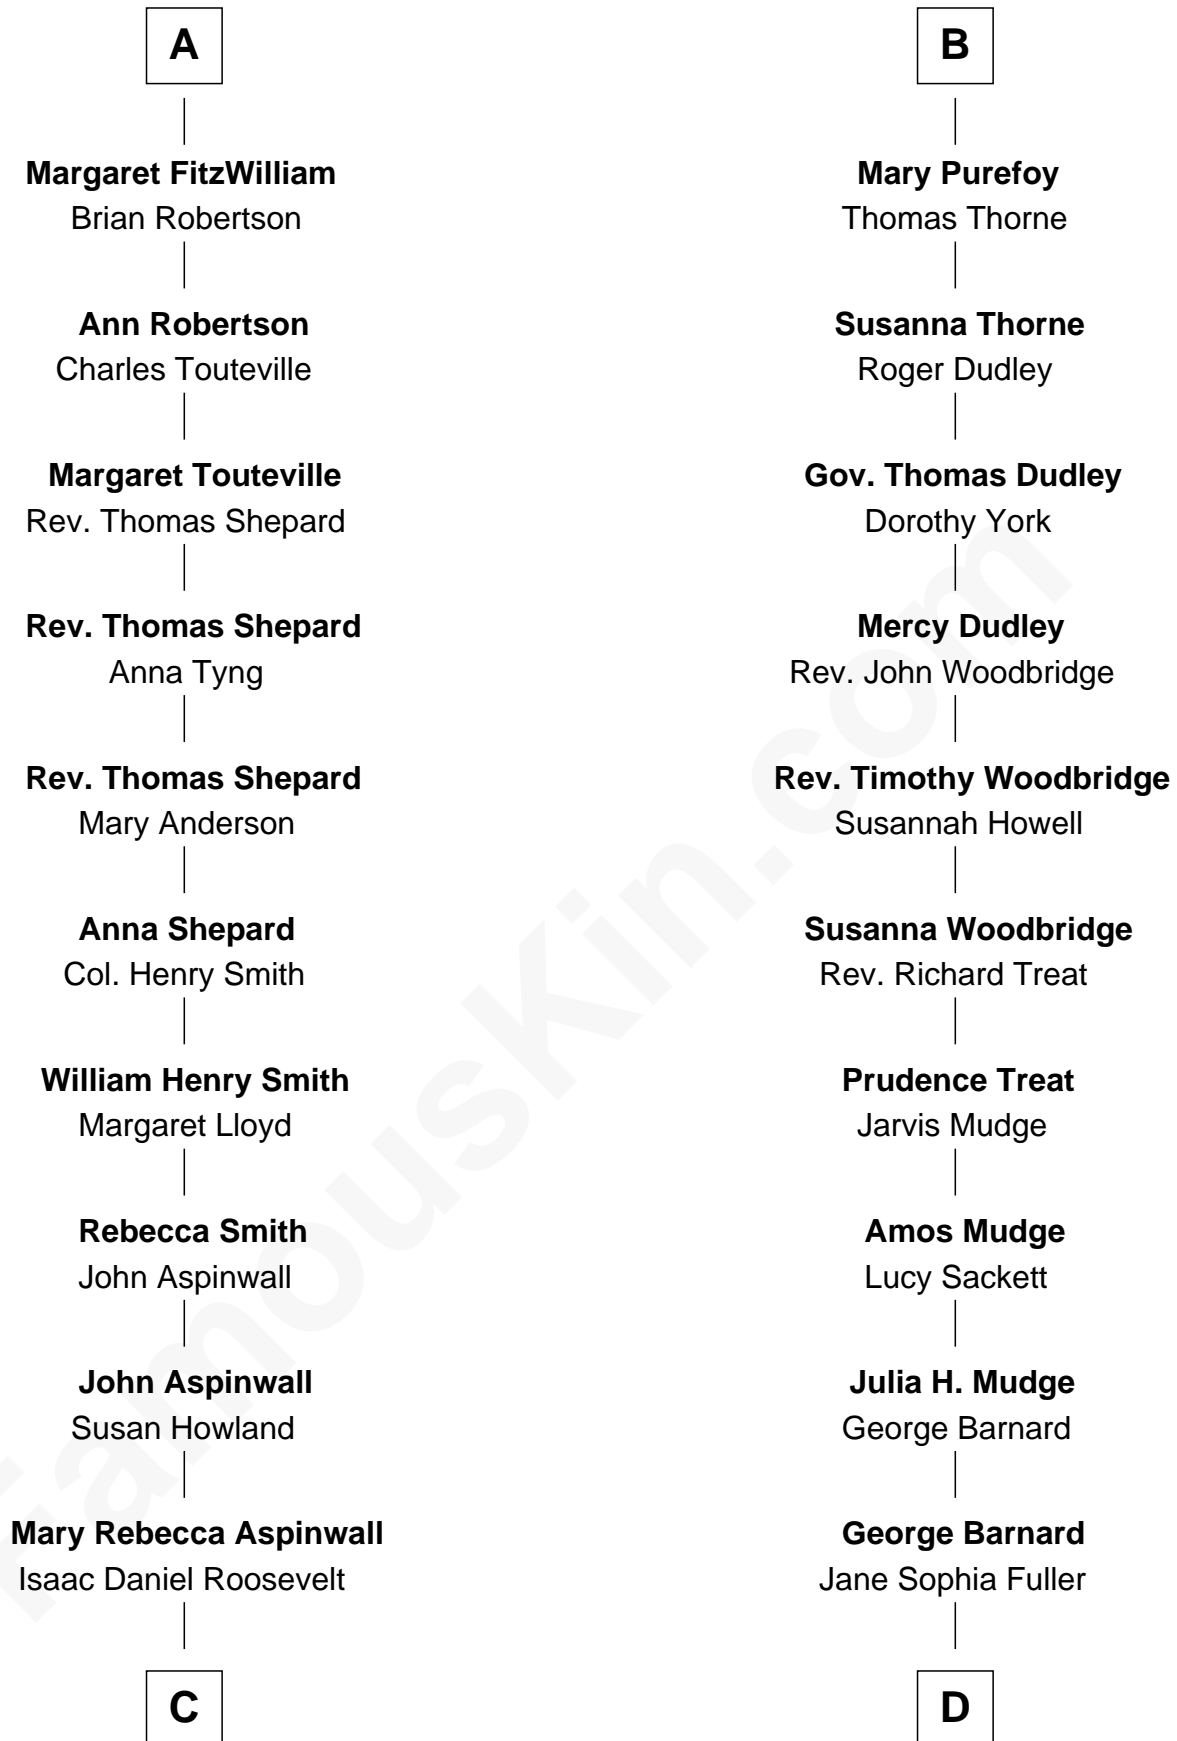 A
Margaret FitzWilliam
Brian Robertson
Ann Robertson
Charles Touteville
Margaret Touteville
Rev. Thomas Shepard
Rev. Thomas Shepard
Anna Tyng
Rev. Thomas Shepard
Mary Anderson
Anna Shepard
Col. Henry Smith
William Henry Smith
Margaret Lloyd
Rebecca Smith
John Aspinwall
John Aspinwall
Susan Howland
Mary Rebecca Aspinwall
Isaac Daniel Roosevelt
C
B
Mary Purefoy
Thomas Thorne
Susanna Thorne
Roger Dudley
Gov. Thomas Dudley
Dorothy York
Mercy Dudley
Rev. John Woodbridge
Rev. Timothy Woodbridge
Susannah Howell
Susanna Woodbridge
Rev. Richard Treat
Prudence Treat
Jarvis Mudge
Amos Mudge
Lucy Sackett
Julia H. Mudge
George Barnard
George Barnard
Jane Sophia Fuller
D
FamousKin.com